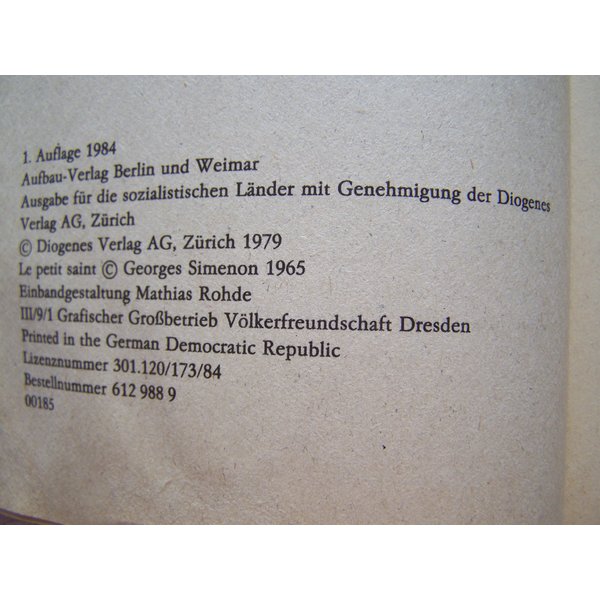 1. Auflage 1984
Aufbau-Verlag Berlin und Weimar
Ausgabe für die sozialistischen Länder mit Genehmigung der Diogenes
Verlag AG, Zürich
© Diogenes Verlag AG, Zürich 1979
Le petit saint © Georges Simenon 1965
Einbandgestaltung Mathias Rohde
III/9/1 Grafischer Großbetrieb Völkerfreundschaft Dresden
Printed in the German Democratic Republic
Lizenznummer 301.120/173/84
Bestellnummer 612 988 9
00185